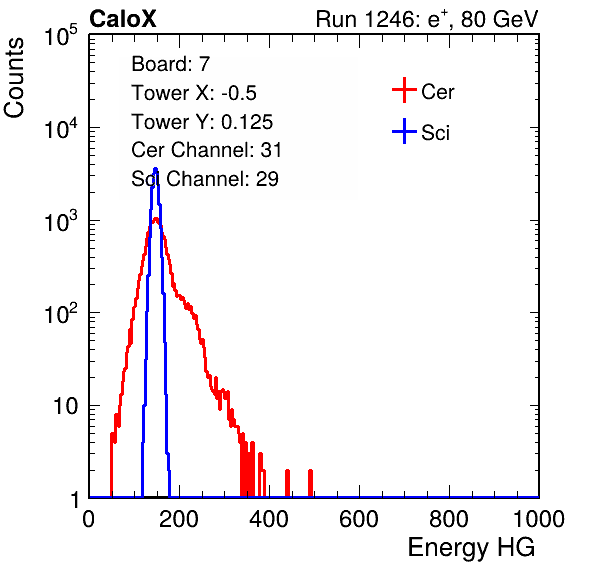 CaloX Run 1246: e⁺, 80 GeV
Counts
10⁵
10⁴
10³
10²
10
1
Board: 7
Tower X: -0.5
Tower Y: 0.125
Cer Channel: 31
Sci Channel: 29
Cer
Sci
0 200 400 600 800 1000
Energy HG